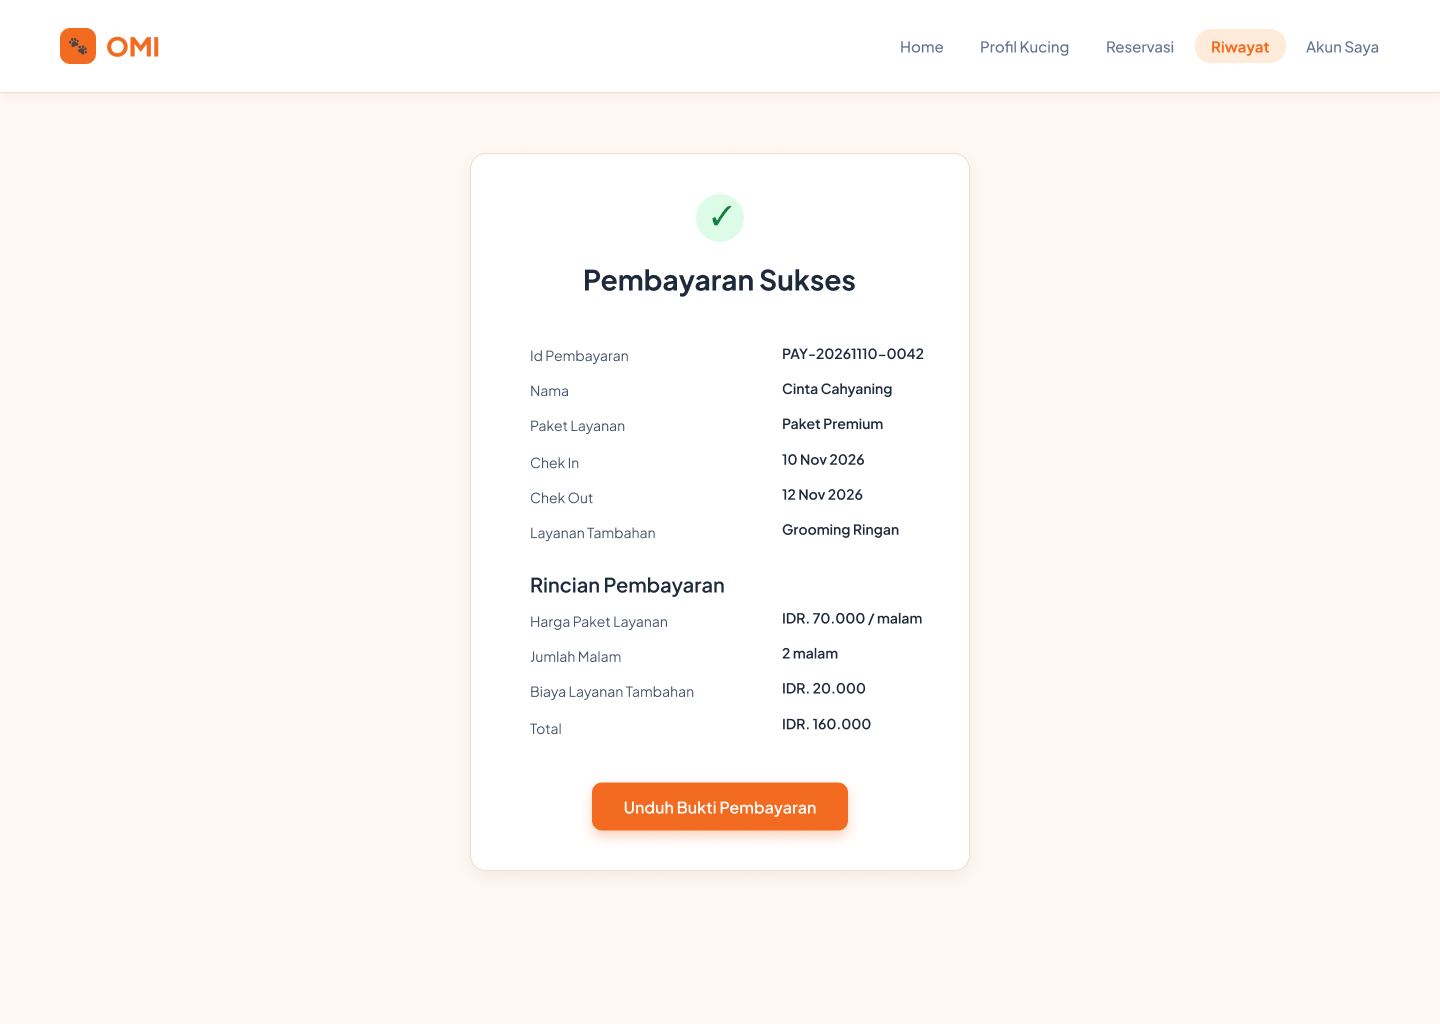 OMI
Home Profil Kucing Reservasi Riwayat Akun Saya
Pembayaran Sukses
Id Pembayaran PAY-20261110-0042
Nama Cinta Cahyaning
Paket Layanan Paket Premium
Chek In 10 Nov 2026
Chek Out 12 Nov 2026
Layanan Tambahan Grooming Ringan
Rincian Pembayaran
Harga Paket Layanan IDR. 70.000 / malam
Jumlah Malam 2 malam
Biaya Layanan Tambahan IDR. 20.000
Total IDR. 160.000
Unduh Bukti Pembayaran